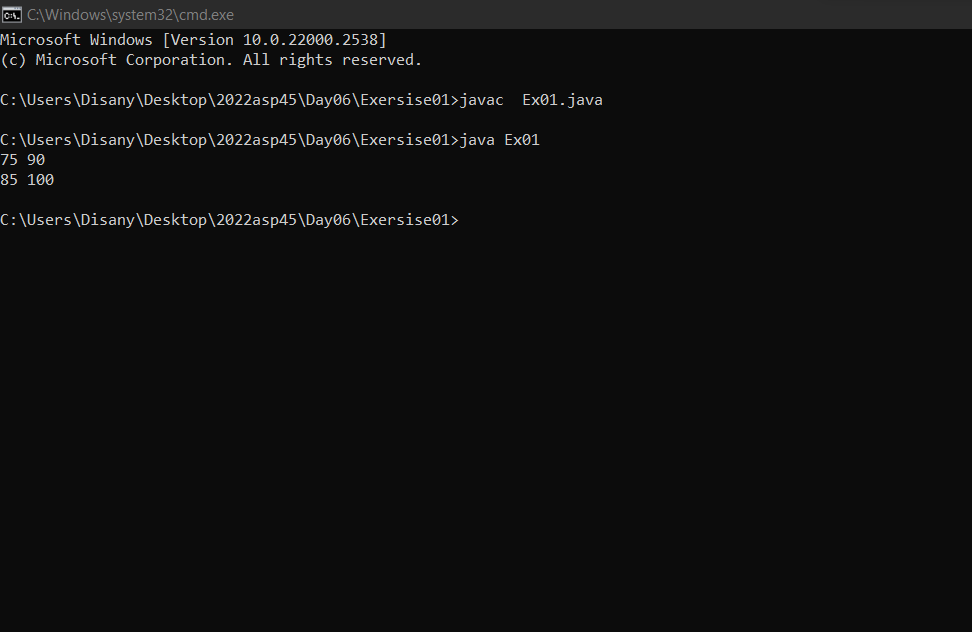 C:\Windows\system32\cmd.exe
Microsoft Windows [Version 10.0.22000.2538]
(c) Microsoft Corporation. All rights reserved.
C:\Users\Disany\Desktop\2022asp45\Day06\Exersise01>javac  Ex01.java
C:\Users\Disany\Desktop\2022asp45\Day06\Exersise01>java Ex01
75 90
85 100
C:\Users\Disany\Desktop\2022asp45\Day06\Exersise01>